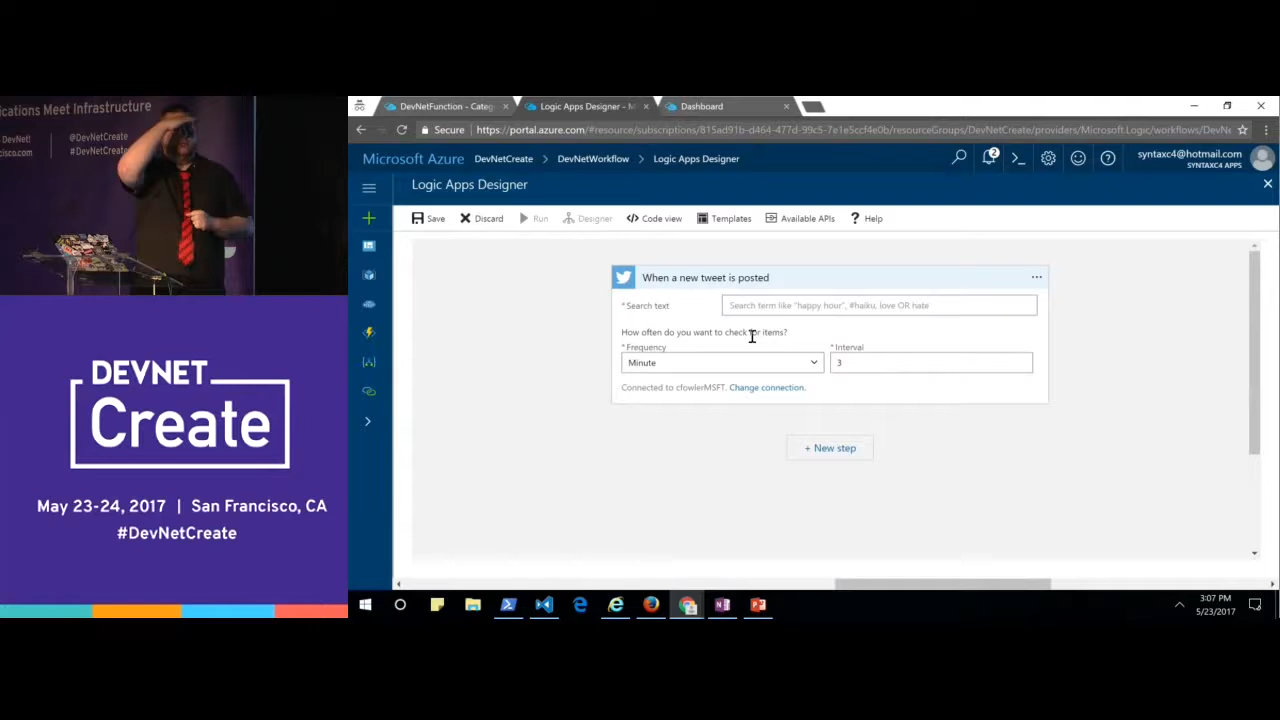 ications Meet Infrastructure
DevNet!
@DevNetCreate
isco.com
#DevNetCreate
DEVNET
Create
May 23-24, 2017 | San Francisco, CA
#DevNetCreate
DevNetFunction - Categ
Logic Apps Designer - M
Dashboard
Secure
https://portal.azure.com/#resource/subscriptions/815ad91b-d464-477d-99c5-7e1e5ccf4e0b/resourceGroups/DevNetCreate/providers/Microsoft.Logic/workflows/DevNe
Microsoft Azure DevNetCreate > DevNetWorkflow > Logic Apps Designer
2
syntaxc4@hotmail.com
SYNTAXC4 APPS
Logic Apps Designer
Save Discard Run Designer Code view Templates Available APIs Help
When a new tweet is posted
*Search text
Search term like "happy hour", #haiku, love OR hate
How often do you want to check for items?
*Frequency *Interval
Minute 3
Connected to cfowlerMSFT. Change connection.
+ New step
3:07 PM
5/23/2017